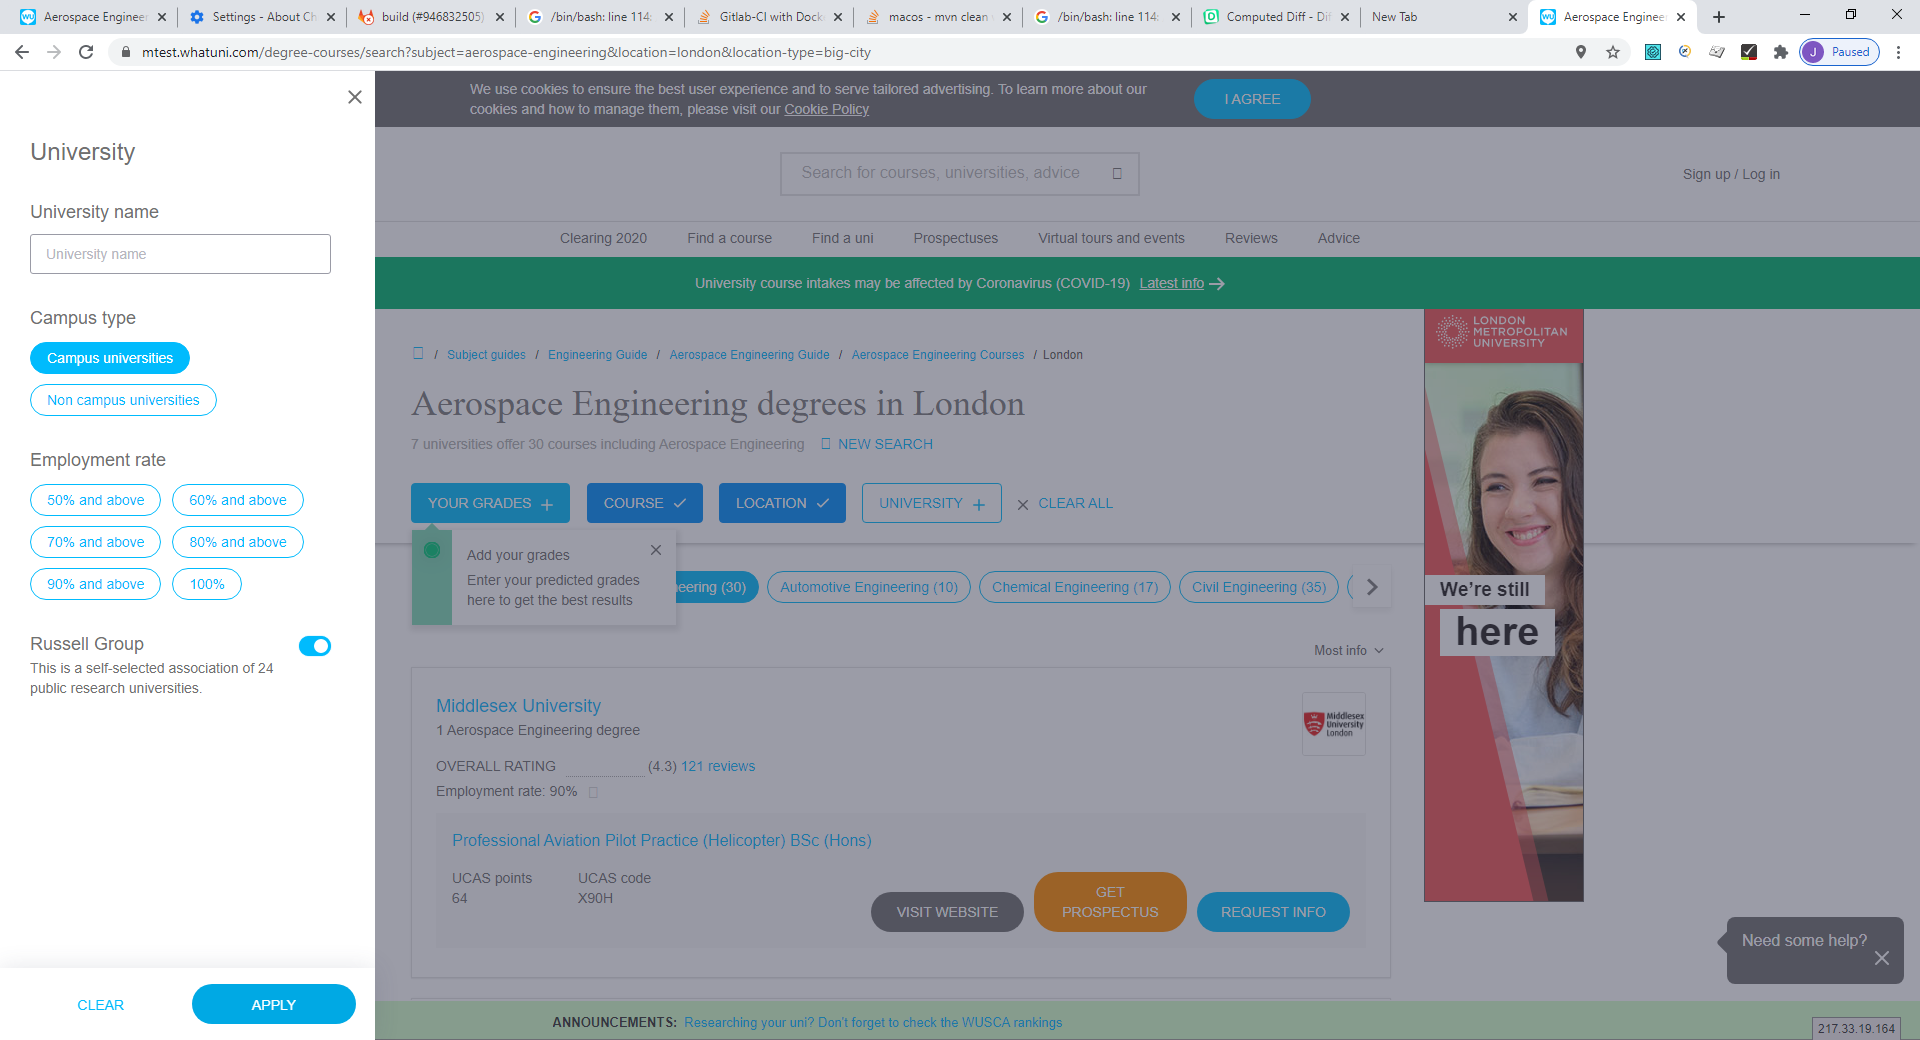 Aerospace Engineer
Settings - About Ch
build (#946832505)
/bin/bash: line 114:
Gitlab-CI with Dock
macos - mvn clean
/bin/bash: line 114:
Computed Diff - Dif
New Tab
Aerospace Engineer
mtest.whatuni.com/degree-courses/search?subject=aerospace-engineering&location=london&location-type=big-city
J Paused
We use cookies to ensure the best user experience and to serve tailored advertising. To learn more about our
cookies and how to manage them, please visit our Cookie Policy
I AGREE
University
University name
University name
Campus type
Campus universities
Non campus universities
Employment rate
50% and above
60% and above
70% and above
80% and above
90% and above
100%
Russell Group
This is a self-selected association of 24
public research universities.
CLEAR
APPLY
Search for courses, universities, advice
Sign up / Log in
Clearing 2020
Find a course
Find a uni
Prospectuses
Virtual tours and events
Reviews
Advice
University course intakes may be affected by Coronavirus (COVID-19) Latest info
/ Subject guides / Engineering Guide / Aerospace Engineering Guide / Aerospace Engineering Courses / London
Aerospace Engineering degrees in London
7 universities offer 30 courses including Aerospace Engineering
NEW SEARCH
YOUR GRADES
COURSE
LOCATION
UNIVERSITY
CLEAR ALL
Add your grades
Enter your predicted grades
here to get the best results
neering (30)
Automotive Engineering (10)
Chemical Engineering (17)
Civil Engineering (35)
Most info
Middlesex University
1 Aerospace Engineering degree
OVERALL RATING (4.3) 121 reviews
Employment rate: 90%
Middlesex
University
London
Professional Aviation Pilot Practice (Helicopter) BSc (Hons)
UCAS points
64
UCAS code
X90H
VISIT WEBSITE
GET
PROSPECTUS
REQUEST INFO
LONDON
METROPOLITAN
UNIVERSITY
We're still
here
Need some help?
ANNOUNCEMENTS: Researching your uni? Don't forget to check the WUSCA rankings
217.33.19.164